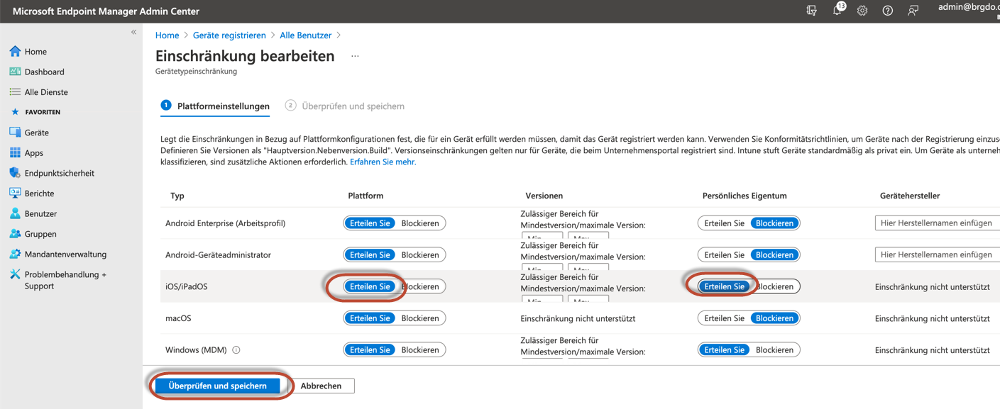 Microsoft Endpoint Manager Admin Center
13
admin@brgdo.
«
Home
Dashboard
Alle Dienste
FAVORITEN
Geräte
Apps
Endpunktsicherheit
Berichte
Benutzer
Gruppen
Mandantenverwaltung
Problembehandlung +
Support
Home > Geräte registrieren > Alle Benutzer >
Einschränkung bearbeiten ...
Gerätetypeinschränkung
1 Plattformeinstellungen 2 Überprüfen und speichern
Legt die Einschränkungen in Bezug auf Plattformkonfigurationen fest, die für ein Gerät erfüllt werden müssen, damit das Gerät registriert werden kann. Verwenden Sie Konformitätsrichtlinien, um Geräte nach der Registrierung einzus
Definieren Sie Versionen als "Hauptversion.Nebenversion.Build". Versionseinschränkungen gelten nur für Geräte, die beim Unternehmensportal registriert sind. Intune stuft Geräte standardmäßig als privat ein. Um Geräte als unterneh
klassifizieren, sind zusätzliche Aktionen erforderlich. Erfahren Sie mehr.
Typ Plattform Versionen Persönliches Eigentum Gerätehersteller
Android Enterprise (Arbeitsprofil) Erteilen Sie Blockieren Zulässiger Bereich für
Mindestversion/maximale Version: Erteilen Sie Blockieren Hier Herstellernamen einfügen
Min Max
Android-Geräteadministrator Erteilen Sie Blockieren Zulässiger Bereich für
Mindestversion/maximale Version: Erteilen Sie Blockieren Hier Herstellernamen einfügen
Min Max
iOS/iPadOS Erteilen Sie Blockieren Zulässiger Bereich für
Mindestversion/maximale Version: Erteilen Sie Blockieren Einschränkung nicht unterstützt
Min Max
macOS Erteilen Sie Blockieren Einschränkung nicht unterstützt Erteilen Sie Blockieren Einschränkung nicht unterstützt
Windows (MDM) Erteilen Sie Blockieren Zulässiger Bereich für
Mindestversion/maximale Version: Erteilen Sie Blockieren Einschränkung nicht unterstützt
Überprüfen und speichern Abbrechen